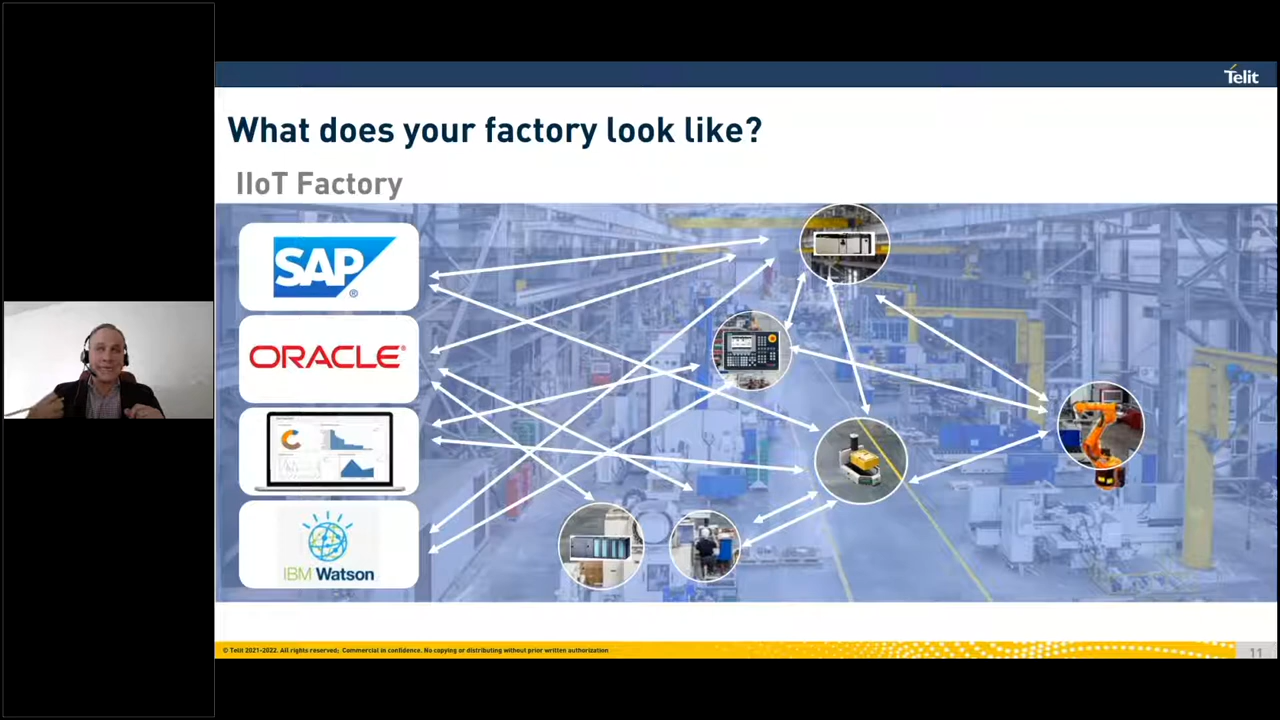 Telit
What does your factory look like?
IIoT Factory
SAP®
ORACLE®
IBM Watson
© Telit 2021-2022. All rights reserved; Commercial in confidence. No copying or distributing without prior written authorization
11